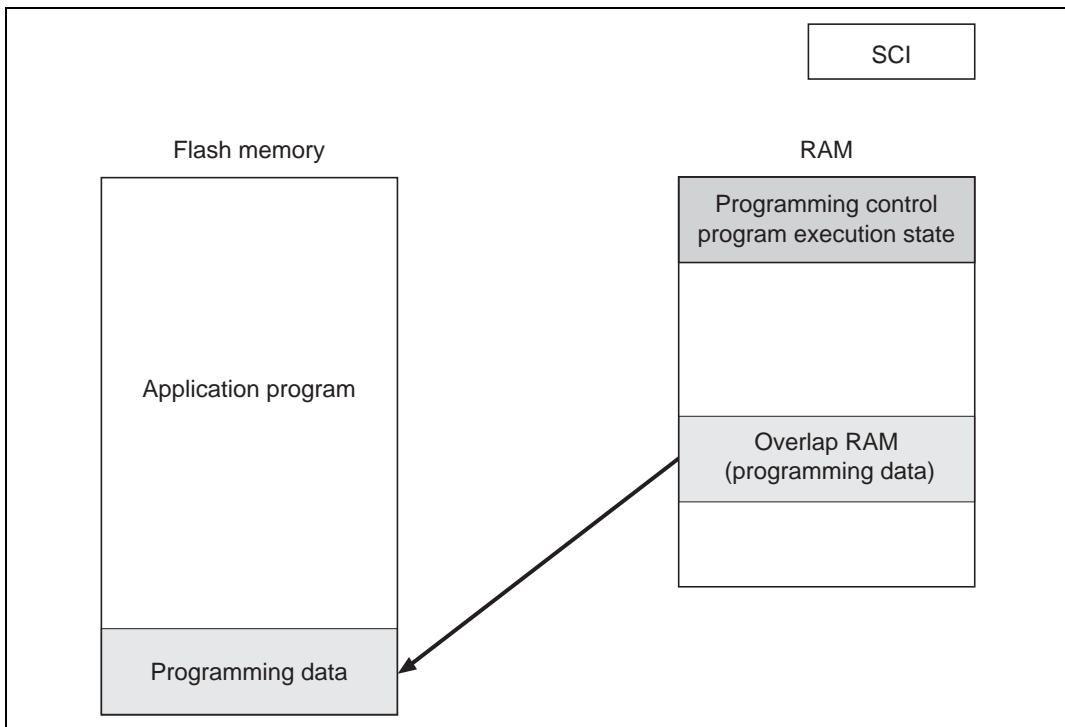 SCI
Flash memory
RAM
Programming control
program execution state
Application program
Overlap RAM
(programming data)
Programming data